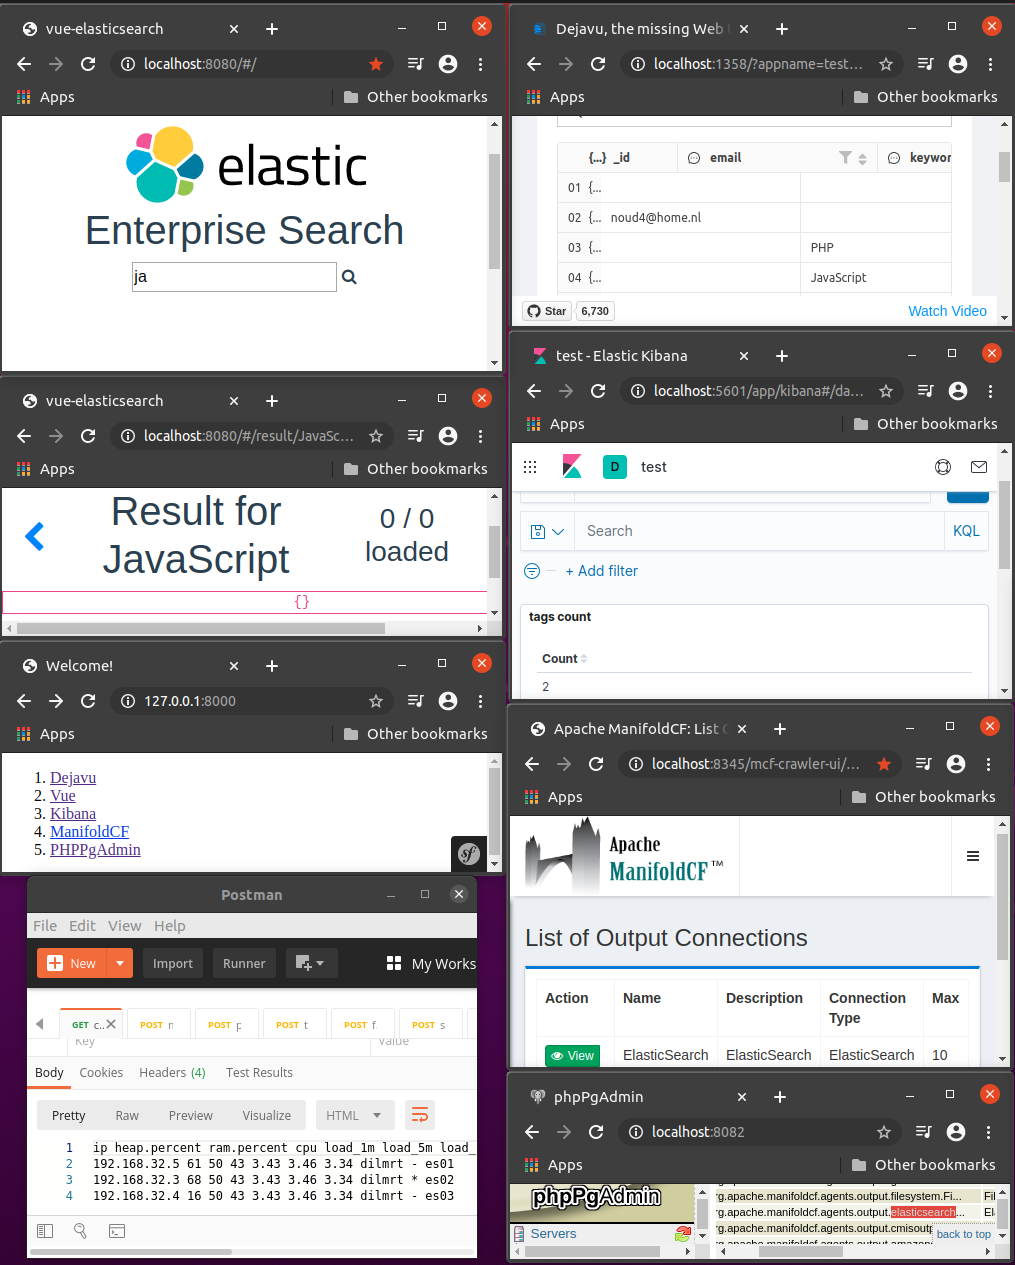 vue-elasticsearch
localhost:8080/#/
Apps
Other bookmarks
elastic
Enterprise Search
ja
vue-elasticsearch
localhost:8080/#/result/JavaSc...
Apps
Other bookmarks
Result for
JavaScript
0 / 0
loaded
{}
Welcome!
127.0.0.1:8000
Apps
Other bookmarks
1. Dejavu
2. Vue
3. Kibana
4. ManifoldCF
5. PHPPgAdmin
sf
Postman
File Edit View Help
New
Import
Runner
My Works
GET c..
POST n
POST p
POST t
POST f
POST s
Key
Value
Body
Cookies
Headers (4)
Test Results
Pretty
Raw
Preview
Visualize
HTML
1 ip heap.percent ram.percent cpu load_1m load_5m load_
2 192.168.32.5 61 50 43 3.43 3.46 3.34 dilmrt - es01
3 192.168.32.3 68 50 43 3.43 3.46 3.34 dilmrt * es02
4 192.168.32.4 16 50 43 3.43 3.46 3.34 dilmrt - es03
Dejavu, the missing Web
localhost:1358/?appname=test...
Apps
Other bookmarks
{...} _id
email
keywor
01 {...
02 {... noud4@home.nl
03 {... PHP
04 {... JavaScript
Star 6,730
Watch Video
test - Elastic Kibana
localhost:5601/app/kibana#/da...
Apps
Other bookmarks
D test
Search
KQL
+ Add filter
tags count
Count
2
Apache ManifoldCF: List
localhost:8345/mcf-crawler-ui/...
Apps
Other bookmarks
Apache
ManifoldCF™
List of Output Connections
Action Name Description Connection Type Max
View ElasticSearch ElasticSearch ElasticSearch 10
phpPgAdmin
localhost:8082
Apps
Other bookmarks
phpPgAdmin
Servers
rg.apache.manifoldcf.agents.output.filesystem.Fi... Fil
rg.apache.manifoldcf.agents.output.elasticsearch... El
rg.apache.manifoldcf.agents.output.cmisoutp
back to top